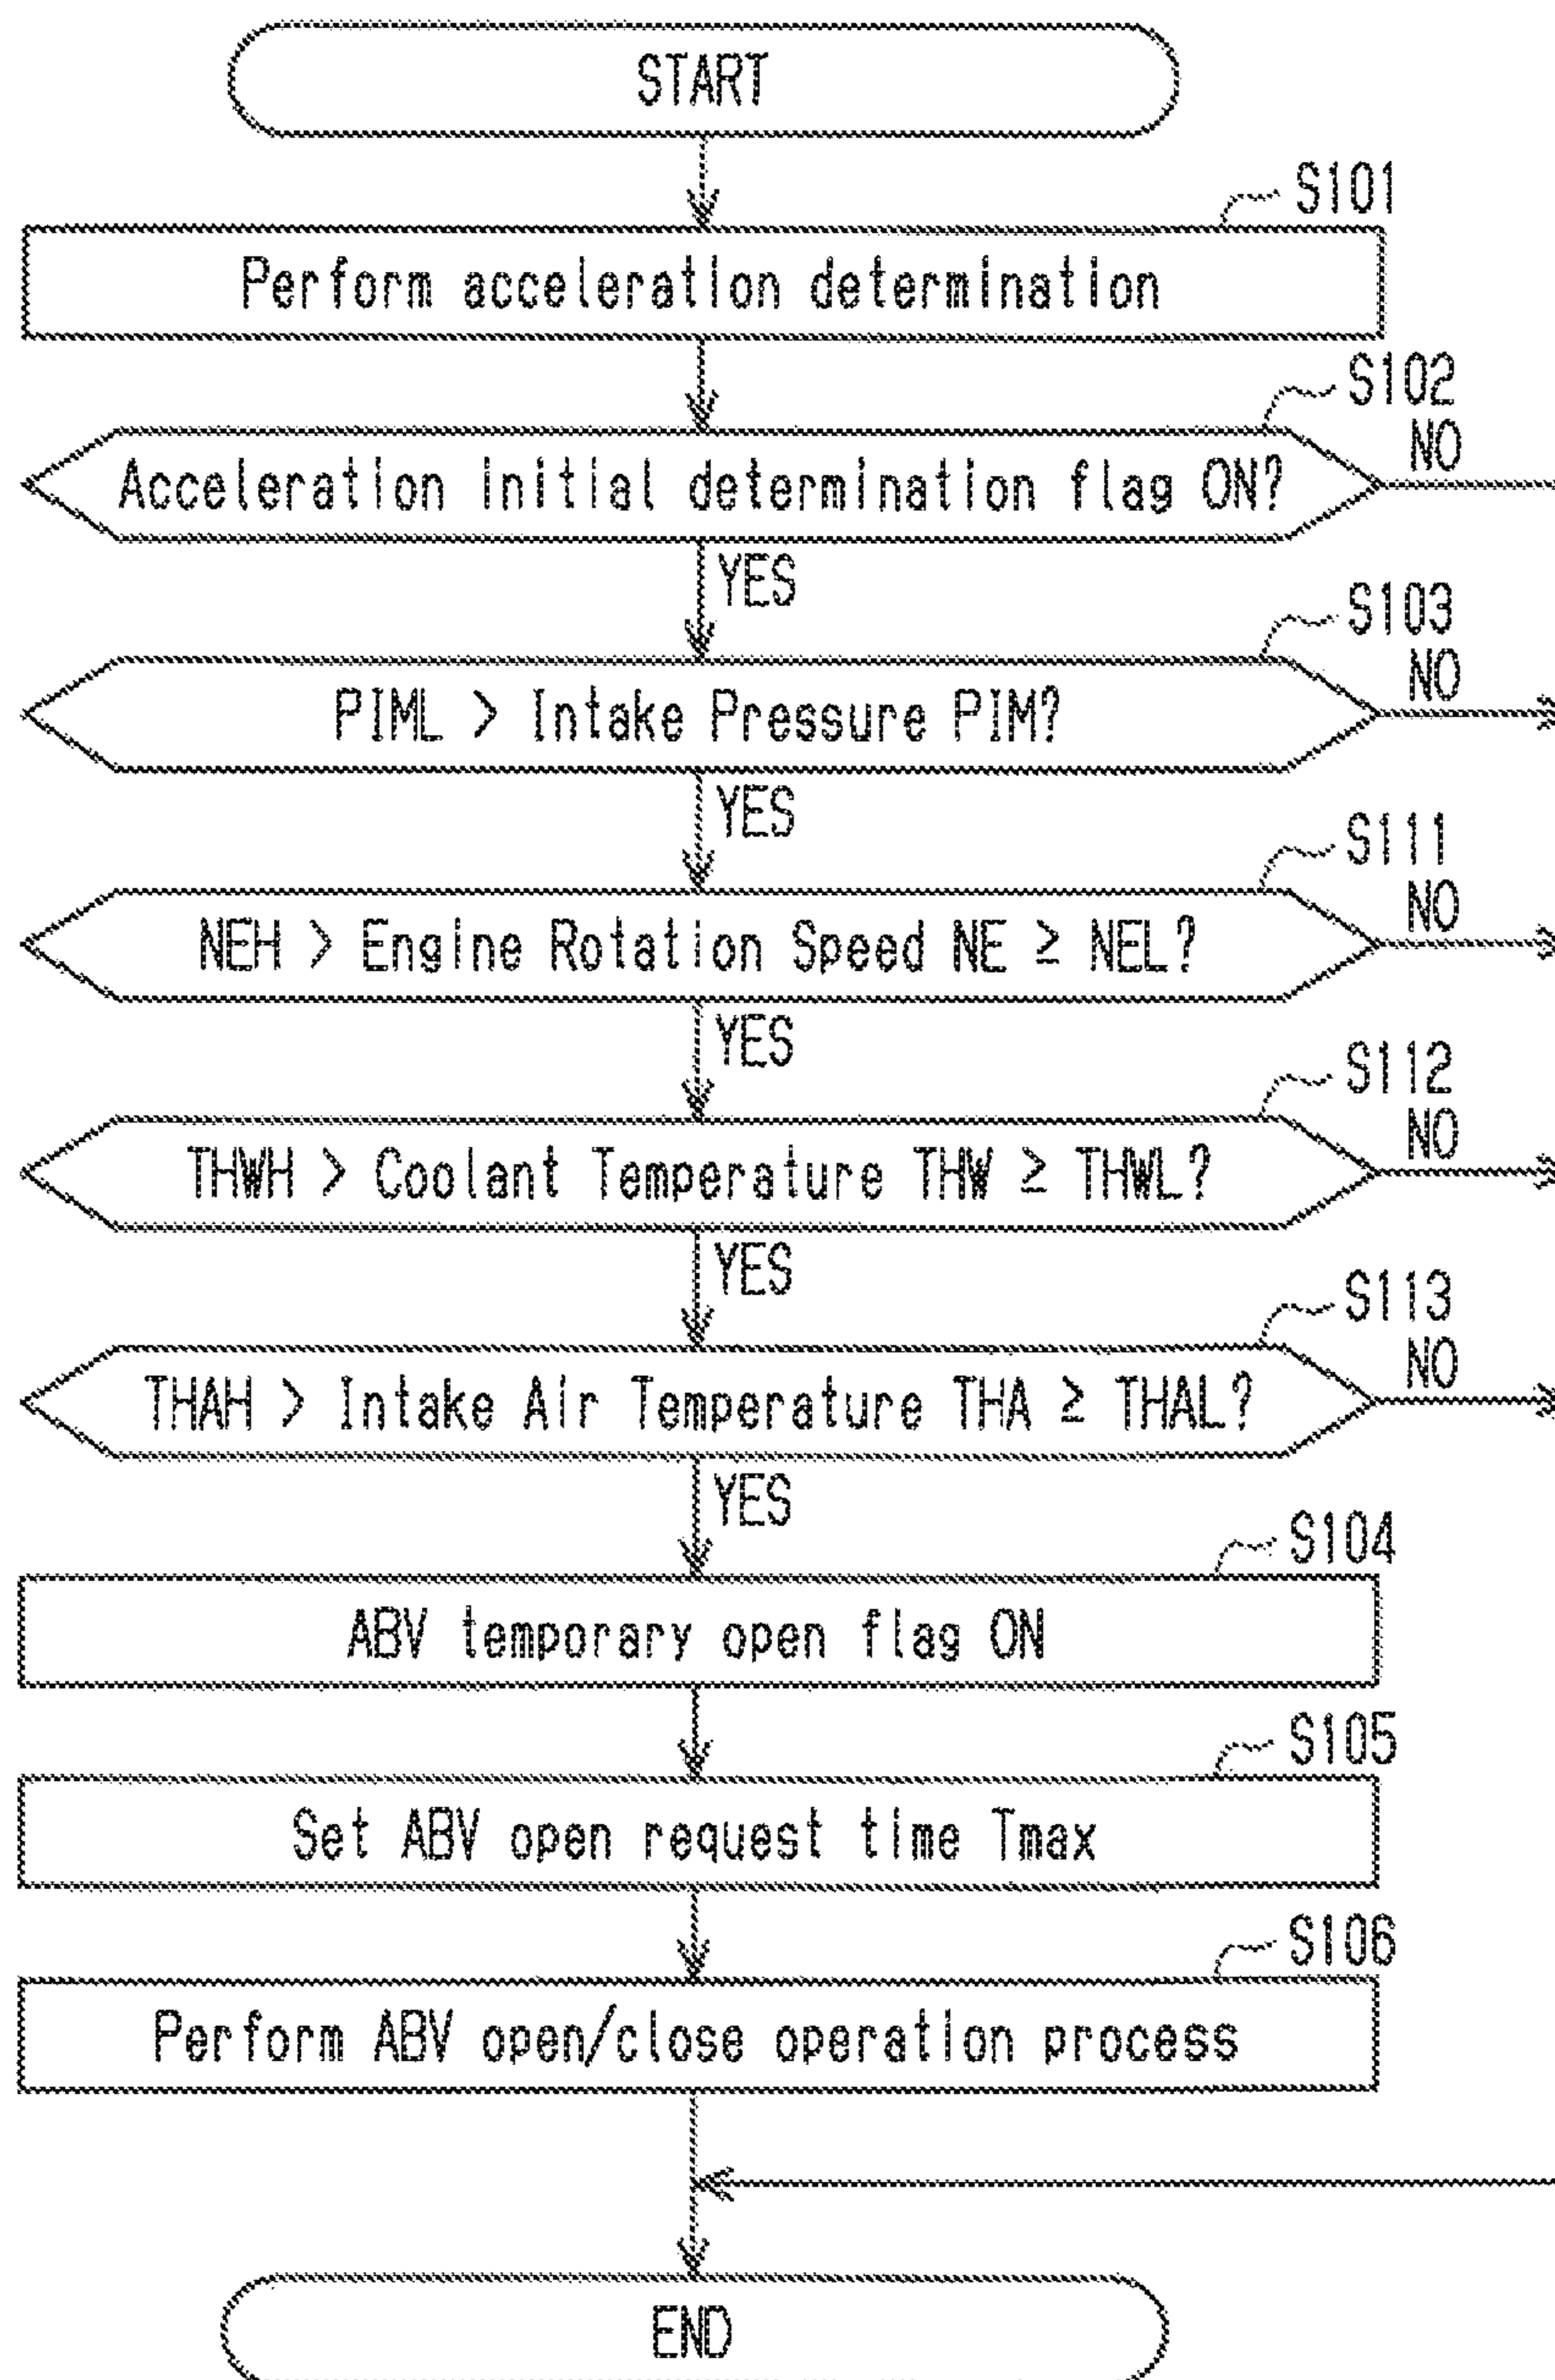 START
S101
Perform acceleration determination
S102
NO
Acceleration initial determination flag ON?
YES
S103
NO
PIML > Intake Pressure PIM?
YES
S111
NO
NEH > Engine Rotation Speed NE ≥ NEL?
YES
S112
NO
THWH > Coolant Temperature THW ≥ THWL?
YES
S113
NO
THAH > Intake Air Temperature THA ≥ THAL?
YES
S104
ABV temporary open flag ON
S105
Set ABV open request time Tmax
S106
Perform ABV open/close operation process
END